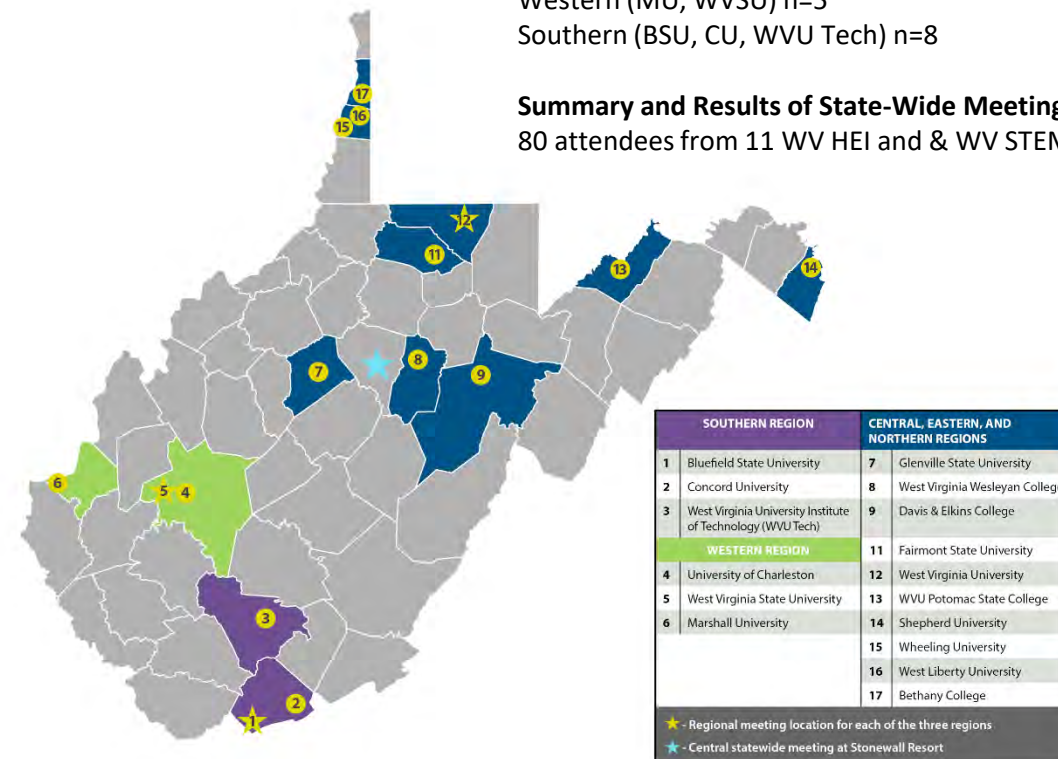 Western (MU, WVSU) n=5
Southern (BSU, CU, WVU Tech) n=8
Summary and Results of State-Wide Meeting
80 attendees from 11 WV HEI and & WV STEM
17
16
15
12
11
13
14
8
7
9
6
5
4
3
2
1
SOUTHERN REGION
1 Bluefield State University
2 Concord University
3 West Virginia University Institute
of Technology (WVU Tech)
WESTERN REGION
4 University of Charleston
5 West Virginia State University
6 Marshall University
CENTRAL, EASTERN, AND
NORTHERN REGIONS
7 Glenville State University
8 West Virginia Wesleyan Colleg
9 Davis & Elkins College
11 Fairmont State University
12 West Virginia University
13 WVU Potomac State College
14 Shepherd University
15 Wheeling University
16 West Liberty University
17 Bethany College
- Regional meeting location for each of the three regions
- Central statewide meeting at Stonewall Resort